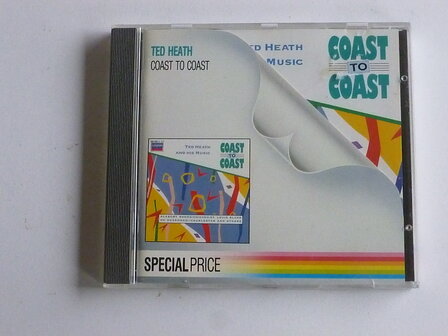 TED HEATH
COAST TO COAST
TED HEATH
MUSIC
COAST
TO
COAST
TED HEATH
AND HIS MUSIC
COAST
TO
COAST
SPECIAL PRICE